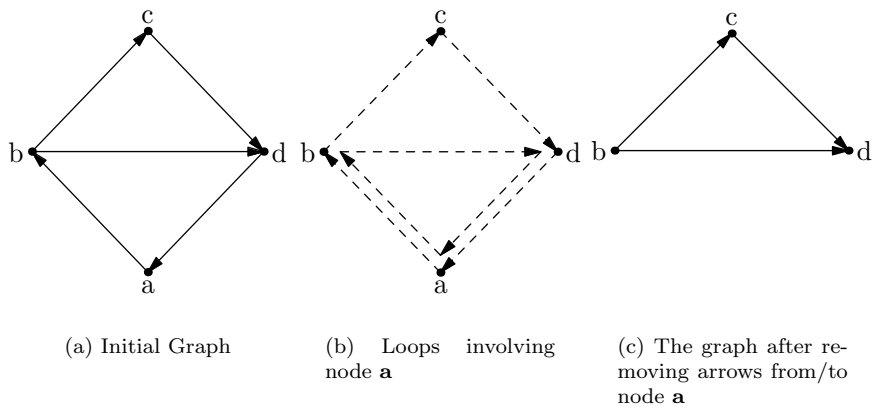 c
b
d
a
(a) Initial Graph
c
b
d
a
(b) Loops involving
node a
c
b
d
(c) The graph after re-
moving arrows from/to
node a